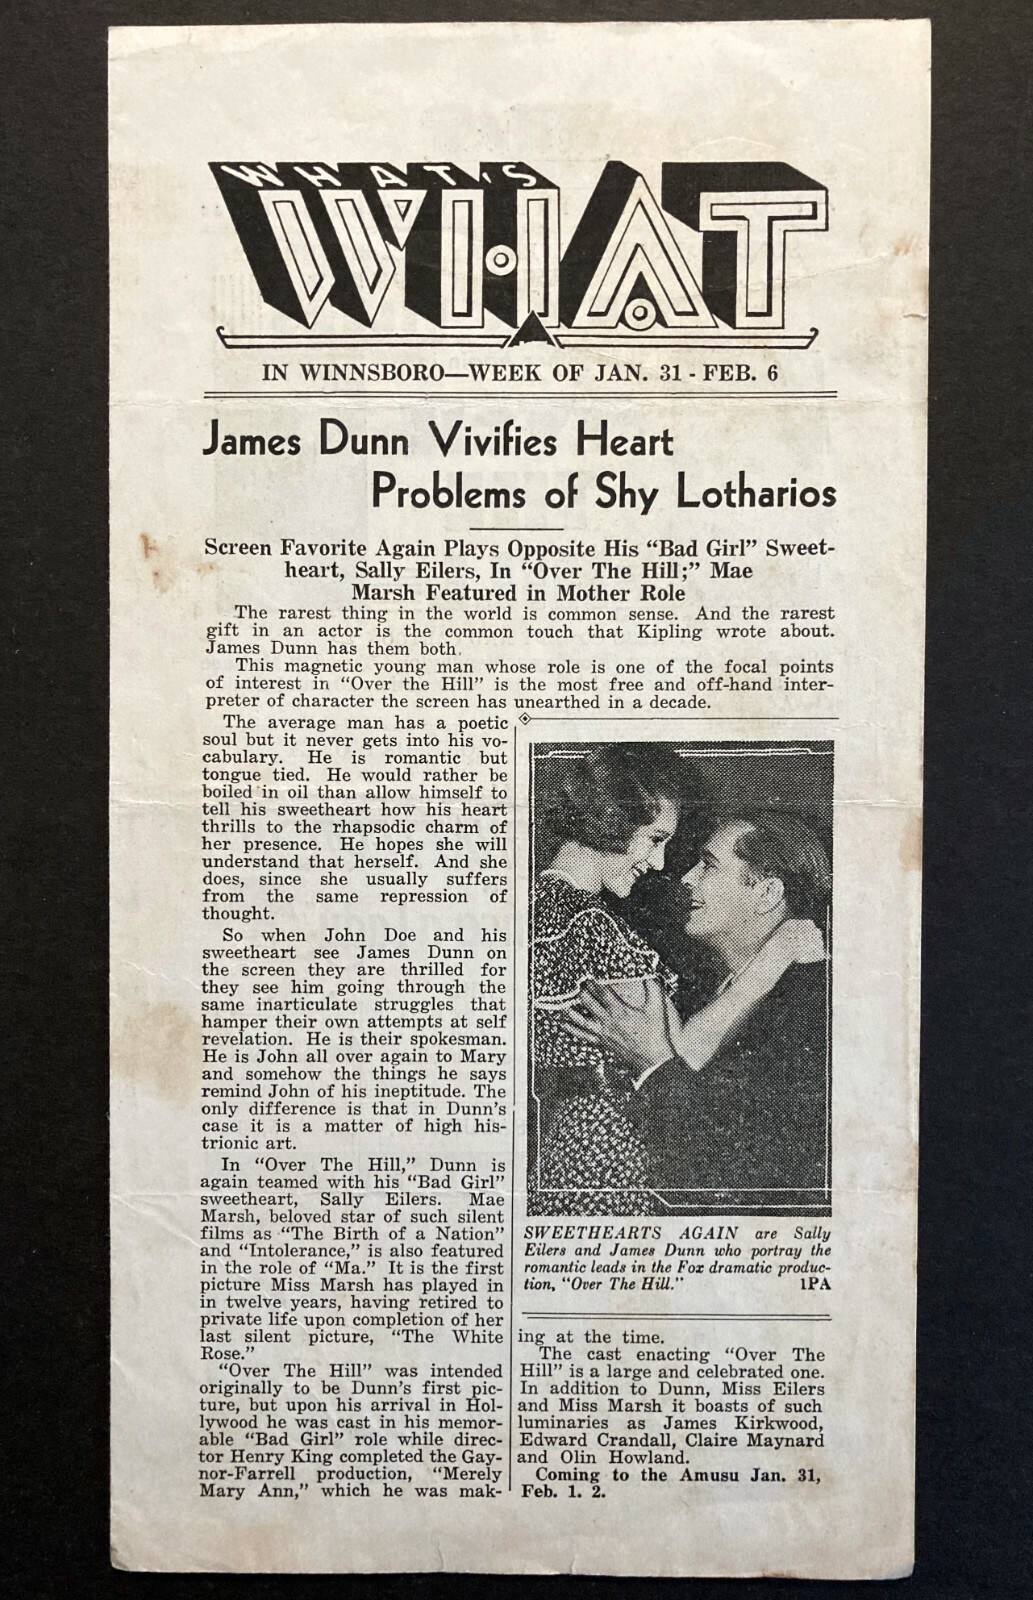 WHAT'S
WHAT
IN WINNSBORO—WEEK OF JAN. 31 - FEB. 6
James Dunn Vivifies Heart
Problems of Shy Lotharios
Screen Favorite Again Plays Opposite His "Bad Girl" Sweet-
heart, Sally Eilers, In "Over The Hill;" Mae
Marsh Featured in Mother Role
The rarest thing in the world is common sense. And the rarest
gift in an actor is the common touch that Kipling wrote about.
James Dunn has them both.
This magnetic young man whose role is one of the focal points
of interest in "Over the Hill" is the most free and off-hand inter-
preter of character the screen has unearthed in a decade.
The average man has a poetic
soul but it never gets into his vo-
cabulary. He is romantic but
tongue tied. He would rather be
boiled in oil than allow himself to
tell his sweetheart how his heart
thrills to the rhapsodic charm of
her presence. He hopes she will
understand that herself. And she
does, since she usually suffers
from the same repression of
thought.
So when John Doe and his
sweetheart see James Dunn on
the screen they are thrilled for
they see him going through the
same inarticulate struggles that
hamper their own attempts at self
revelation. He is their spokesman.
He is John all over again to Mary
and somehow the things he says
remind John of his ineptitude. The
only difference is that in Dunn's
case it is a matter of high his-
trionic art.
In "Over The Hill," Dunn is
again teamed with his "Bad Girl"
sweetheart, Sally Eilers. Mae
Marsh, beloved star of such silent
films as "The Birth of a Nation"
and "Intolerance," is also featured
in the role of "Ma." It is the first
picture Miss Marsh has played in
in twelve years, having retired to
private life upon completion of her
last silent picture, "The White
Rose."
"Over The Hill" was intended
originally to be Dunn's first pic-
ture, but upon his arrival in Hol-
lywood he was cast in his memor-
able "Bad Girl" role while direc-
tor Henry King completed the Gay-
nor-Farrell production, "Merely
Mary Ann," which he was mak-
SWEETHEARTS AGAIN are Sally
Eilers and James Dunn who portray the
romantic leads in the Fox dramatic produc-
tion, "Over The Hill." 1PA
ing at the time.
The cast enacting "Over The
Hill" is a large and celebrated one.
In addition to Dunn, Miss Eilers
and Miss Marsh it boasts of such
luminaries as James Kirkwood,
Edward Crandall, Claire Maynard
and Olin Howland.
Coming to the Amusu Jan. 31,
Feb. 1. 2.